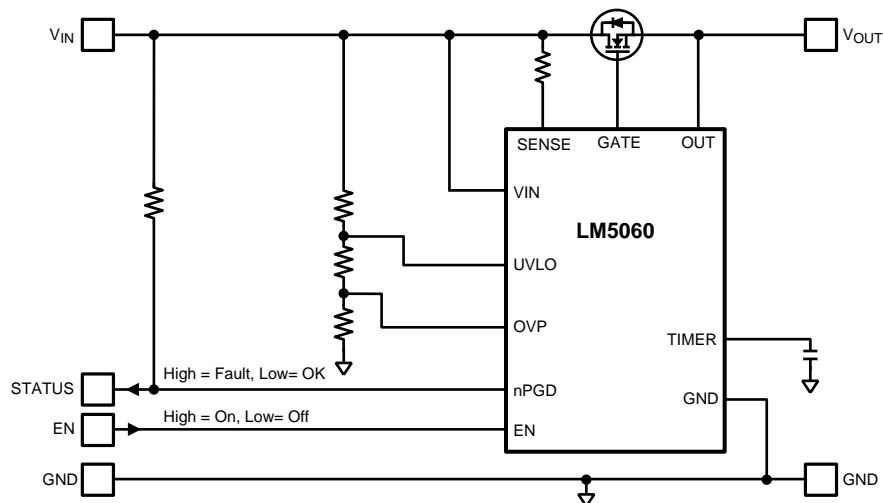 VIN
VOUT
SENSE GATE OUT
VIN
LM5060
UVLO
OVP
TIMER
High = Fault, Low= OK
STATUS
nPGD
GND
High = On, Low= Off
EN
EN
GND
GND